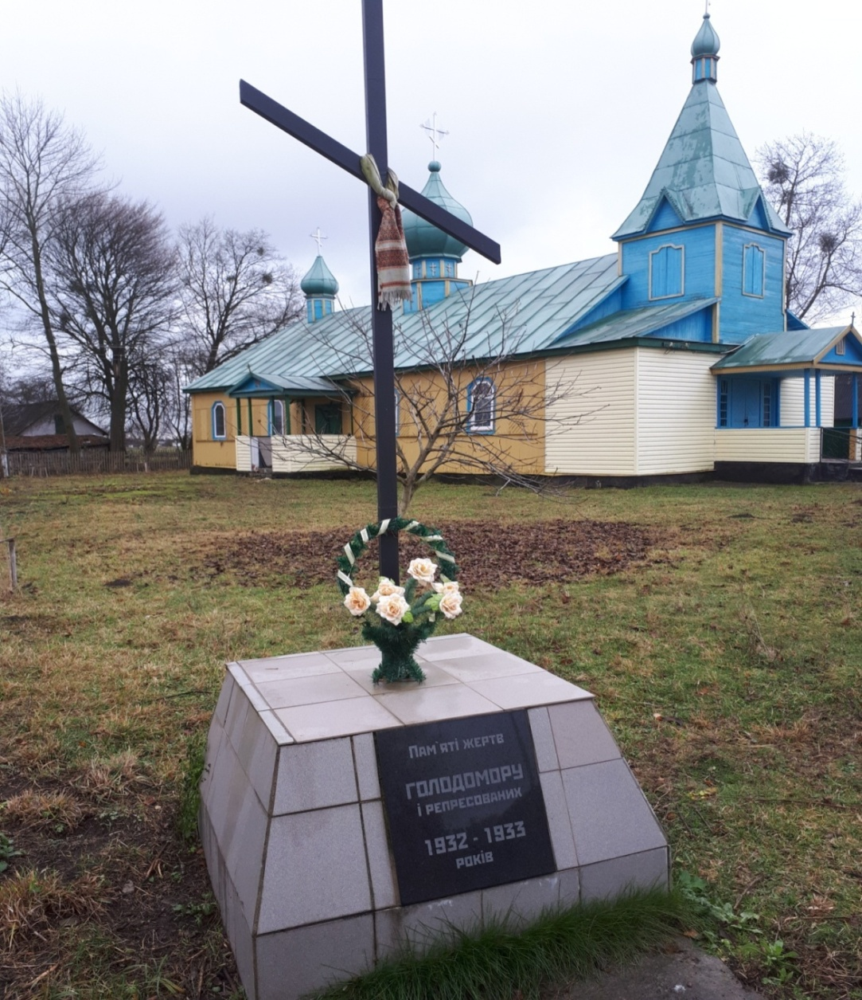 Пам`яті жертв
ГОЛОДОМОРУ
і РЕПРЕСОВАНИХ
1932 - 1933
РОКІВ